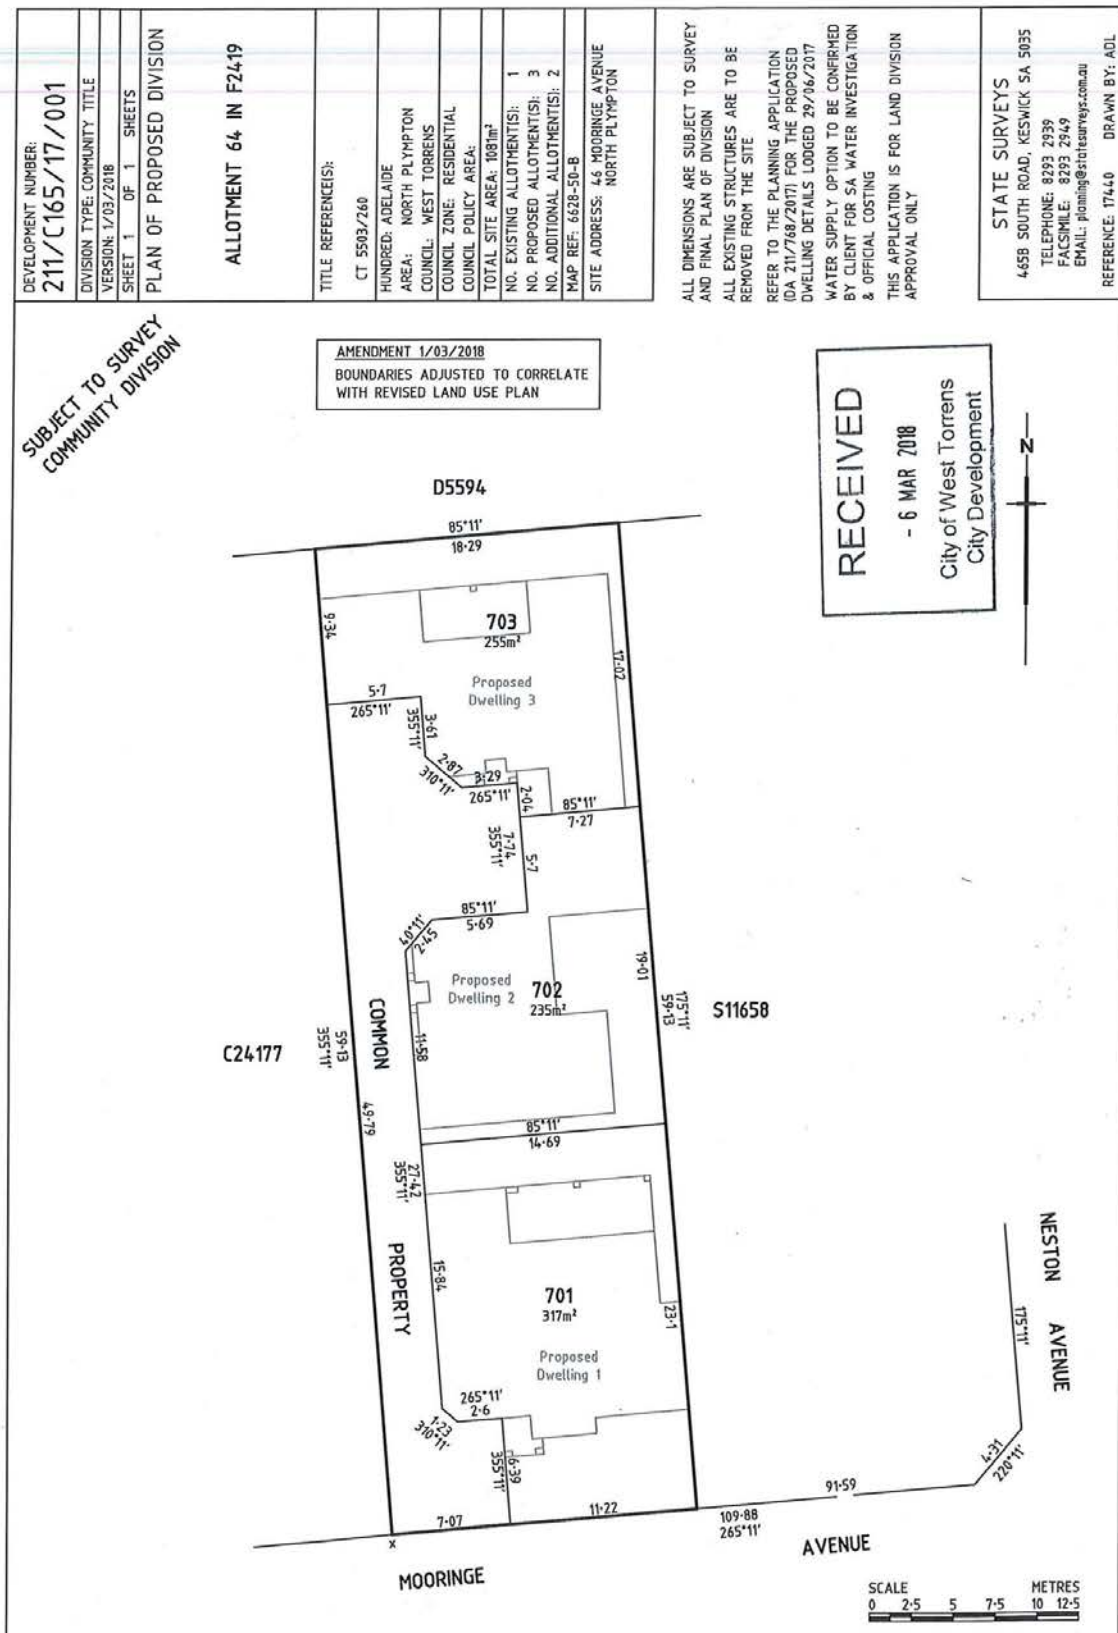 DEVELOPMENT NUMBER:
211/C165/17/001
DIVISION TYPE: COMMUNITY TITLE
VERSION: 1/03/2018
SHEET 1 OF 1 SHEETS
PLAN OF PROPOSED DIVISION
ALLOTMENT 64 IN F2419
TITLE REFERENCE(S):
CT 5503/260
HUNDRED: ADELAIDE
AREA: NORTH PLYMPTON
COUNCIL: WEST TORRENS
COUNCIL ZONE: RESIDENTIAL
COUNCIL POLICY AREA:
TOTAL SITE AREA: 1081m²
NO. EXISTING ALLOTMENT(S): 1
NO. PROPOSED ALLOTMENT(S): 3
NO. ADDITIONAL ALLOTMENT(S): 2
MAP REF: 6628-50-B
SITE ADDRESS: 46 MOORINGE AVENUE
NORTH PLYMPTON
ALL DIMENSIONS ARE SUBJECT TO SURVEY
AND FINAL PLAN OF DIVISION
ALL EXISTING STRUCTURES ARE TO BE
REMOVED FROM THE SITE
REFER TO THE PLANNING APPLICATION
(DA 211/768/2017) FOR THE PROPOSED
DWELLING DETAILS LODGED 29/06/2017
WATER SUPPLY OPTION TO BE CONFIRMED
BY CLIENT FOR SA WATER INVESTIGATION
& OFFICIAL COSTING
THIS APPLICATION IS FOR LAND DIVISION
APPROVAL ONLY
STATE SURVEYS
465B SOUTH ROAD, KESWICK SA 5035
TELEPHONE: 8293 2939
FACSIMILE: 8293 2949
EMAIL: planning@statesurveys.com.au
REFERENCE: 17440 DRAWN BY: ADL
SUBJECT TO SURVEY
COMMUNITY DIVISION
AMENDMENT 1/03/2018
BOUNDARIES ADJUSTED TO CORRELATE
WITH REVISED LAND USE PLAN
RECEIVED
- 6 MAR 2018
City of West Torrens
City Development
N
D5594
85°11'
18·29
9·34
703
255m²
17·02
Proposed
Dwelling 3
5·7
265°11'
3·61
355°11'
2·87
310°11'
3·29
265°11'
2·04
85°11'
7·27
7·74
355°11'
5·7
85°11'
5·69
40°11'
2·45
Proposed
Dwelling 2
702
235m²
19·01
175°11'
59·13
S11658
C24177
59·13
355°11'
COMMON
11·58
49·79
85°11'
14·69
27·42
355°11'
PROPERTY
15·84
701
317m²
23·1
Proposed
Dwelling 1
265°11'
2·6
1·23
310°11'
6·39
355°11'
7·07
11·22
x
MOORINGE
AVENUE
109·88
265°11'
91·59
4·31
220°11'
175°11'
NESTON AVENUE
SCALE METRES
0 2·5 5 7·5 10 12·5